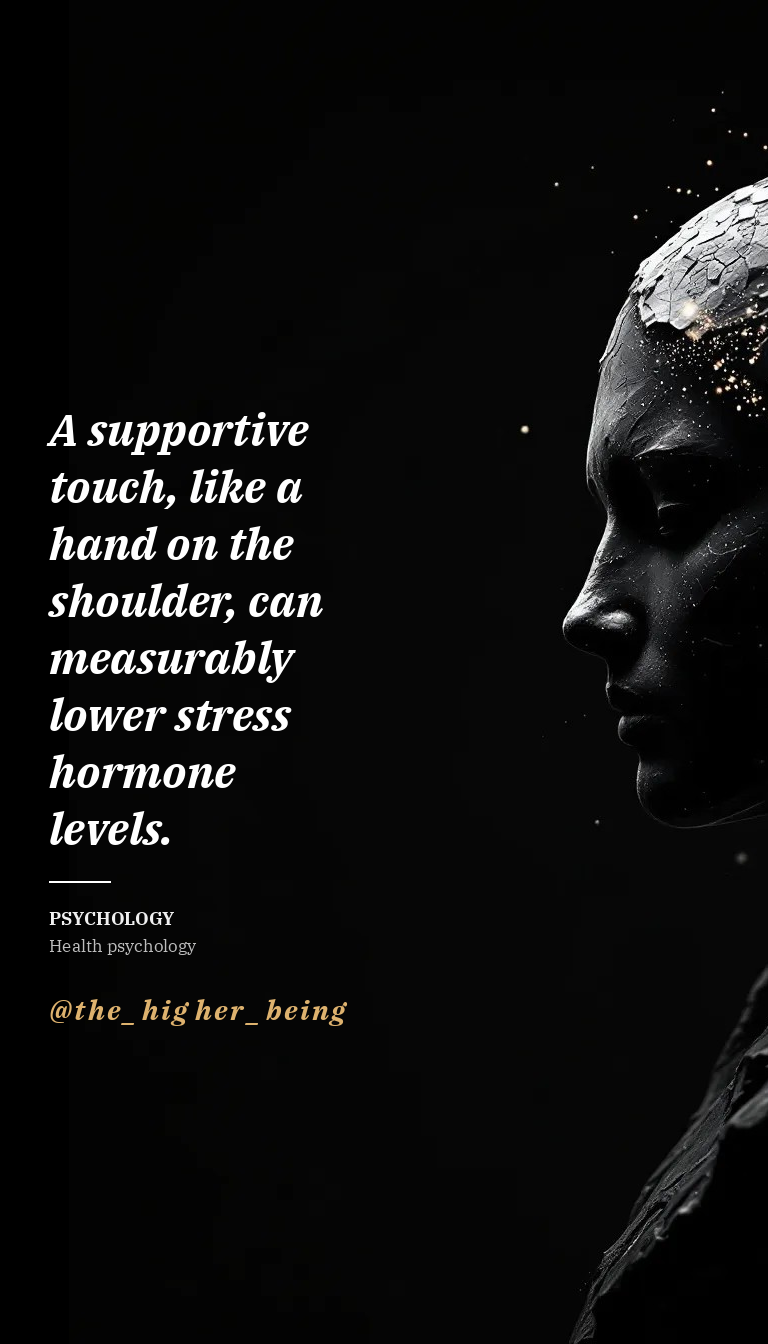 A supportive
touch, like a
hand on the
shoulder, can
measurably
lower stress
hormone
levels.
PSYCHOLOGY
Health psychology
@the_higher_being